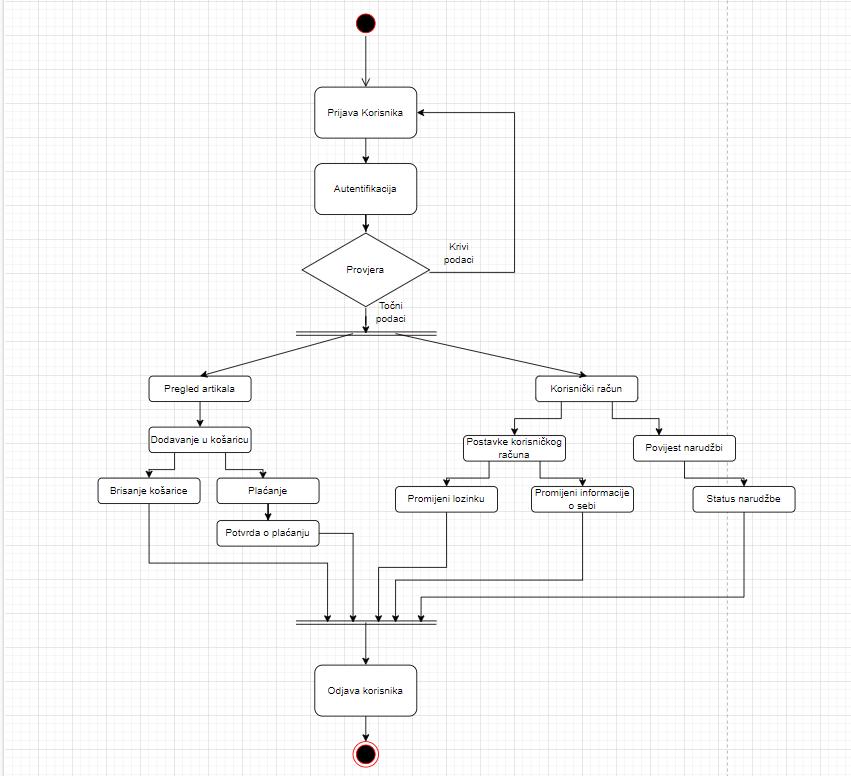 Prijava Korisnika
Autentifikacija
Provjera
Krivi
podaci
Točni
podaci
Pregled artikala
Korisnički račun
Dodavanje u košaricu
Postavke korisničkog
računa
Povijest narudžbi
Brisanje košarice
Plaćanje
Promijeni lozinku
Promijeni informacije
o sebi
Status narudžbe
Potvrda o plaćanju
Odjava korisnika